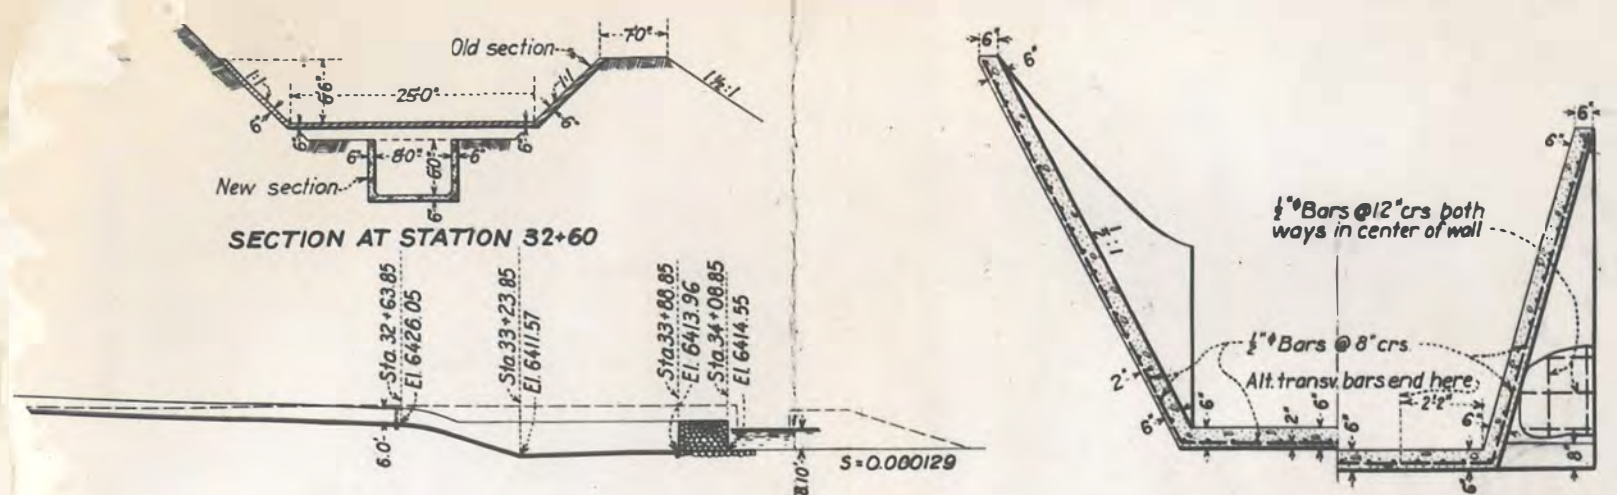 Old section
7'0"
1:1
6'6"
25'0"
1:1
1½:1
6"
6"
6"
6"
6"
8'0"
6"
6'0"
New section
6"
SECTION AT STATION 32+60
Sta. 32+63.85
El. 6426.05
Sta. 33+23.85
El. 6411.57
Sta. 33+88.85
El. 6413.96
Sta. 34+08.85
El. 6414.55
6.0'
8.10'
S=0.000129
6"
6"
½:1
6"
6"
½"ᶲ Bars @ 12" crs both
ways in center of wall
½"ᶲ Bars @ 8" crs.
Alt. transv. bars end here
2'-2"
2"
6"
6"
2"
6"
6"
6"
6"
8"